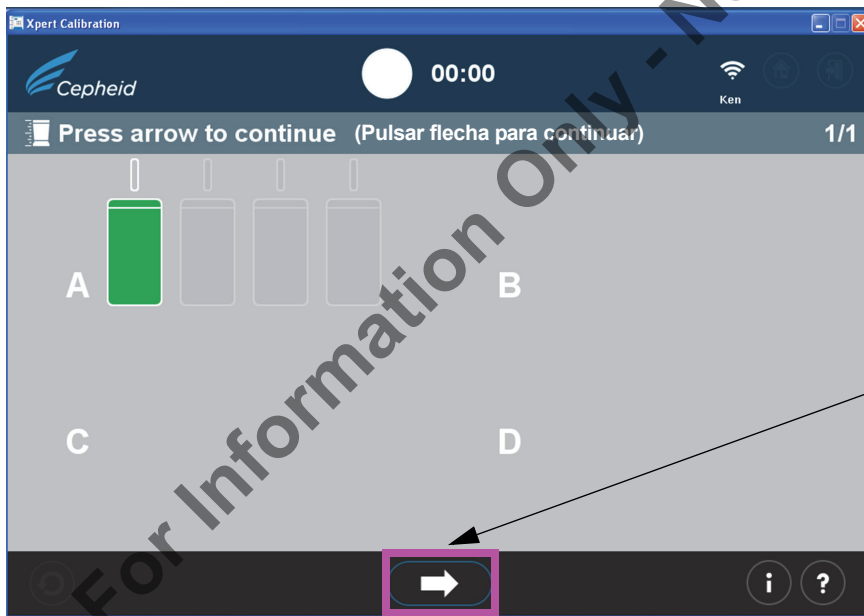 Xpert Calibration
Cepheid
00:00
Ken
Press arrow to continue (Pulsar flecha para continuar)
1/1
A
B
C
D
i
?
For Information Only - N